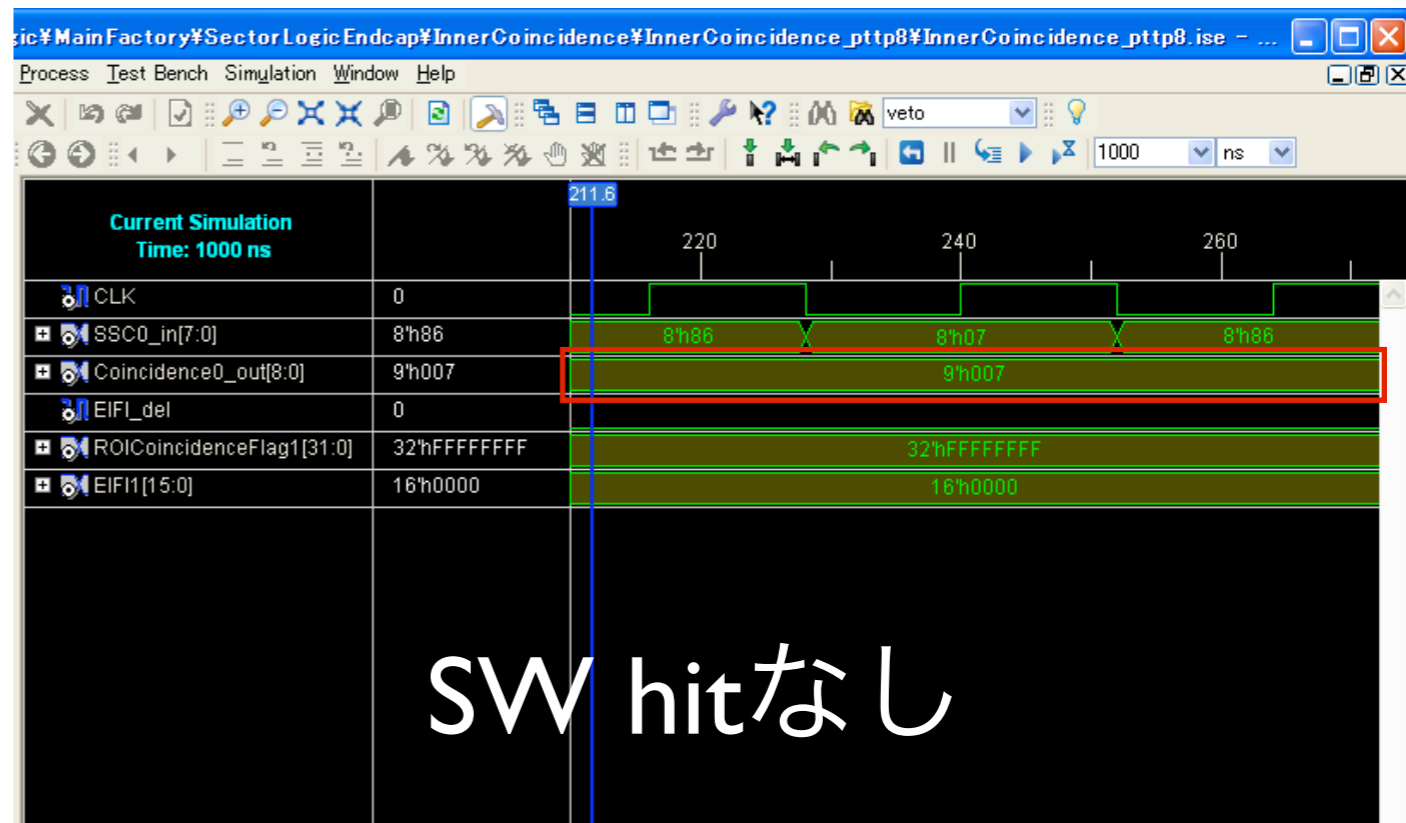 gic¥MainFactory¥SectorLogicEndcap¥InnerCoincidence¥InnerCoincidence_pttp8¥InnerCoincidence_pttp8.ise - ...
Process Test Bench Simulation Window Help
veto
1000 ns
211.6
Current Simulation
Time: 1000 ns
220 240 260
CLK 0
SSC0_in[7:0] 8'h86 8'h86 8'h07 8'h86
Coincidence0_out[8:0] 9'h007 9'h007
EIFI_del 0
ROICoincidenceFlag1[31:0] 32'hFFFFFFFF 32'hFFFFFFFF
EIFI1[15:0] 16'h0000 16'h0000
SW hitなし